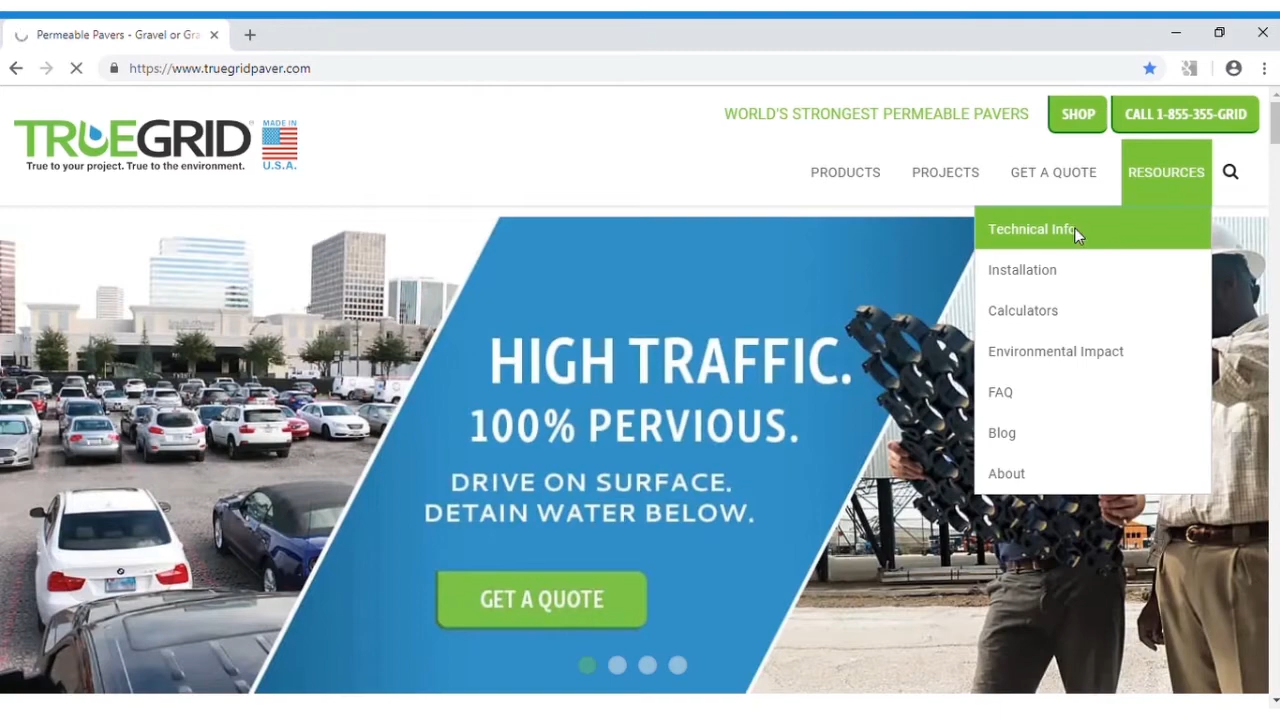 Permeable Pavers - Gravel or Gra
https://www.truegridpaver.com
WORLD'S STRONGEST PERMEABLE PAVERS
SHOP
CALL 1-855-355-GRID
TRUEGRID
MADE IN
U.S.A.
True to your project. True to the environment.
PRODUCTS
PROJECTS
GET A QUOTE
RESOURCES
Technical Info
Installation
Calculators
Environmental Impact
FAQ
Blog
About
HIGH TRAFFIC.
100% PERVIOUS.
DRIVE ON SURFACE.
DETAIN WATER BELOW.
GET A QUOTE